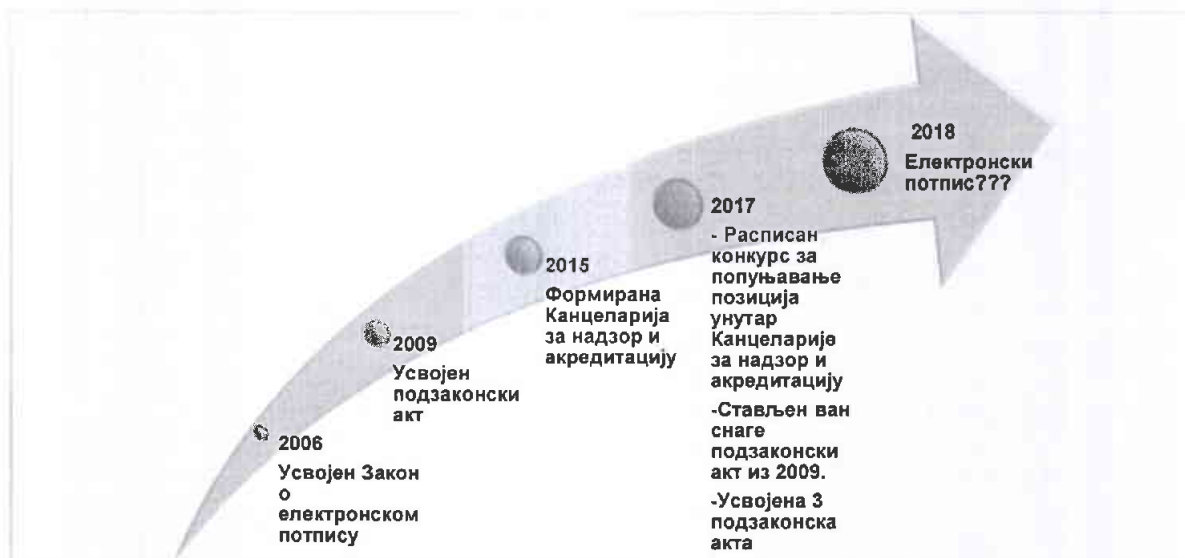 2006
Усвојен Закон
о
електронском
потпису
2009
Усвојен
подзаконски
акт
2015
Формирана
Канцеларија
за надзор и
акредитацију
2017
- Расписан
конкурс за
попуњавање
позиција
унутар
Канцеларије
за надзор и
акредитацију
-Стављен ван
снаге
подзаконски
акт из 2009.
-Усвојена 3
подзаконска
акта
2018
Електронски
потпис???